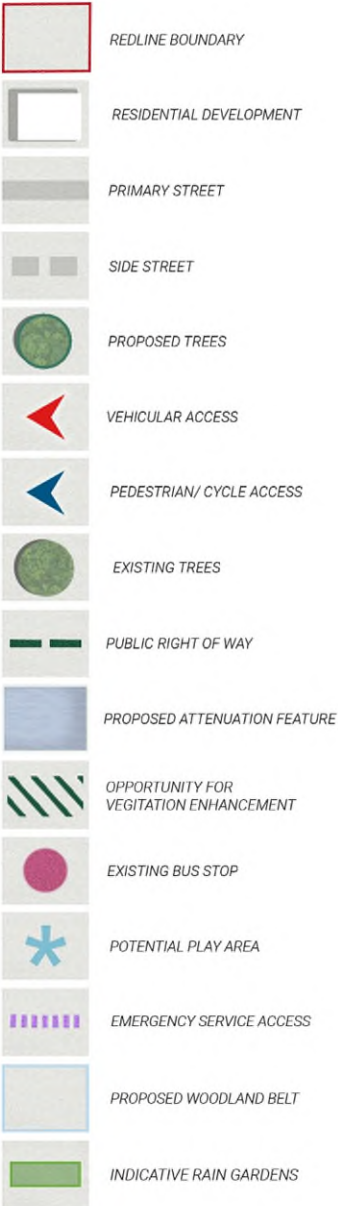 REDLINE BOUNDARY
RESIDENTIAL DEVELOPMENT
PRIMARY STREET
SIDE STREET
PROPOSED TREES
VEHICULAR ACCESS
PEDESTRIAN/ CYCLE ACCESS
EXISTING TREES
PUBLIC RIGHT OF WAY
PROPOSED ATTENUATION FEATURE
OPPORTUNITY FOR
VEGITATION ENHANCEMENT
EXISTING BUS STOP
POTENTIAL PLAY AREA
EMERGENCY SERVICE ACCESS
PROPOSED WOODLAND BELT
INDICATIVE RAIN GARDENS